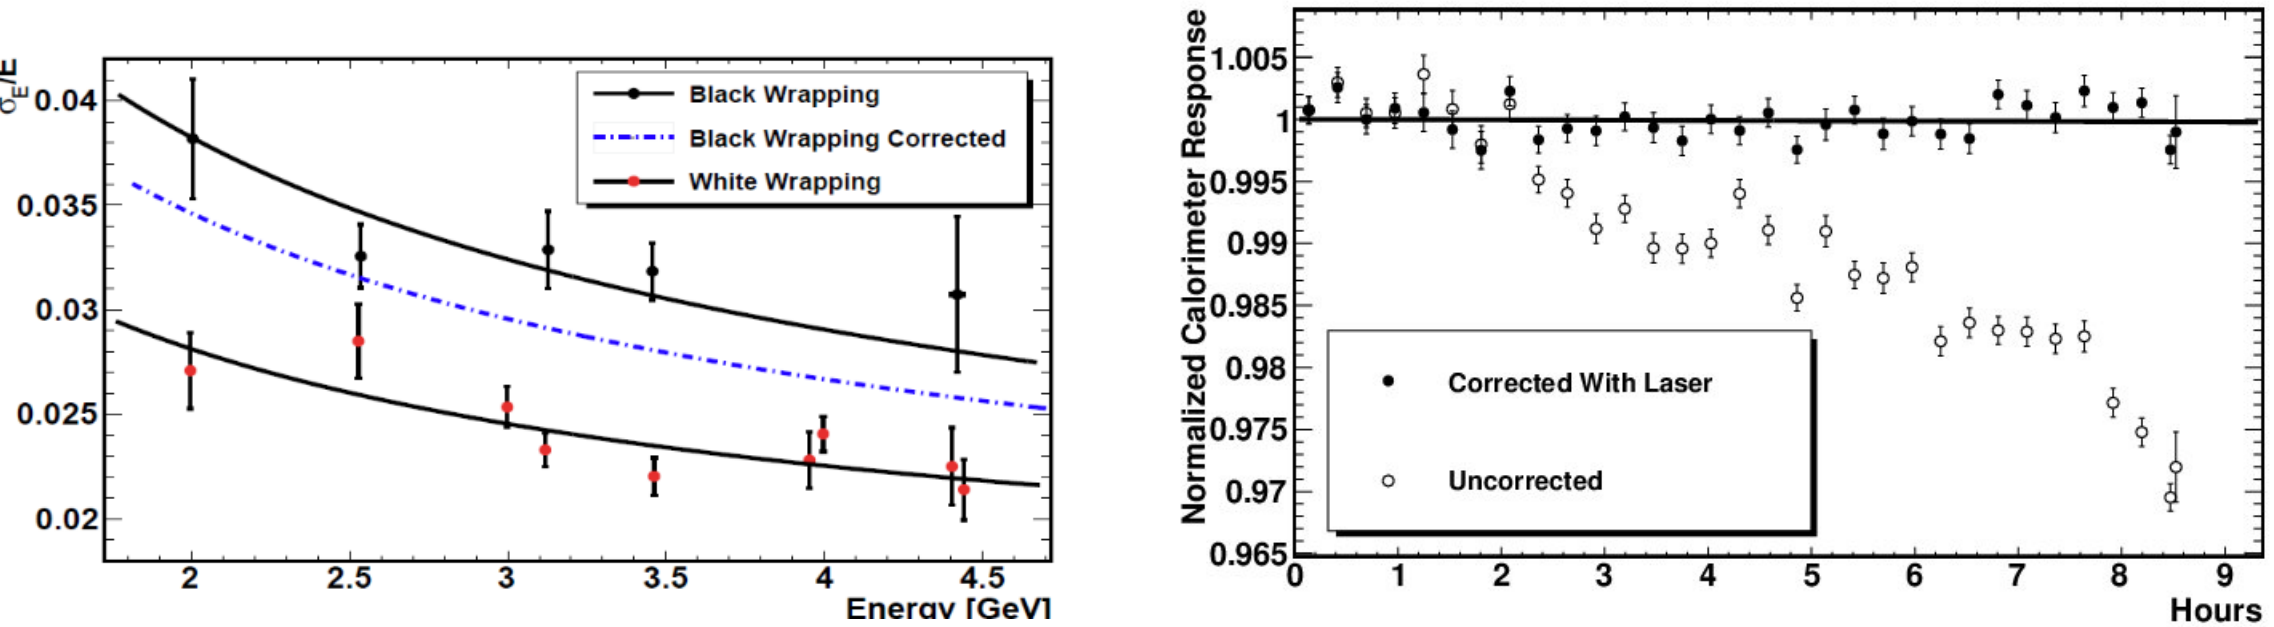 σE/E
0.04
0.035
0.03
0.025
0.02
Black Wrapping
Black Wrapping Corrected
White Wrapping
2 2.5 3 3.5 4 4.5
Energy [GeV]
Normalized Calorimeter Response
1.005
1
0.995
0.99
0.985
0.98
0.975
0.97
0.965
Corrected With Laser
Uncorrected
0 1 2 3 4 5 6 7 8 9
Hours